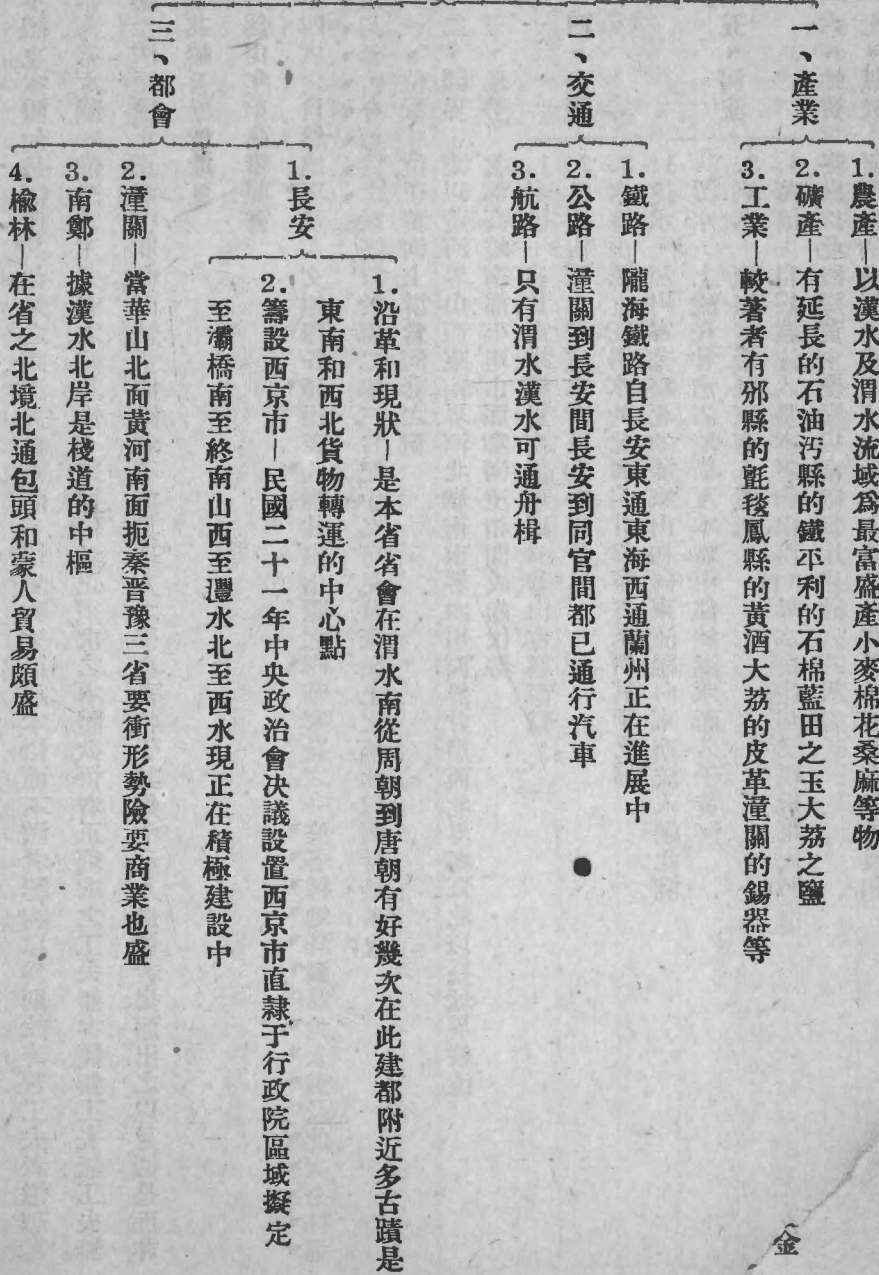 一、產業
1.農產—以漢水及渭水流域爲最富盛產小麥棉花桑麻等物
2.礦產—有延長的石油沔縣的鐵平利的石棉藍田之玉大荔之鹽
3.工業—較著者有邠縣的氈毯鳳縣的黃酒大荔的皮革潼關的錫器等
二、交通
1.鐵路—隴海鐵路自長安東通東海西通蘭州正在進展中
2.公路—潼關到長安間長安到同官間都已通行汽車
3.航路—只有渭水漢水可通舟楫
三、都會
1.長安
1.沿革和現狀—是本省省會在渭水南從周朝到唐朝有好幾次在此建都附近多古蹟是
東南和西北貨物轉運的中心點
2.籌設西京市—民國二十一年中央政治會決議設置西京市直隸于行政院區域擬定
至灞橋南至終南山西至灃水北至西水現正在積極建設中
2.潼關—當華山北面黃河南面扼秦晉豫三省要衝形勢險要商業也盛
3.南鄭—據漢水北岸是棧道的中樞
4.榆林—在省之北境北通包頭和蒙人貿易頗盛
金